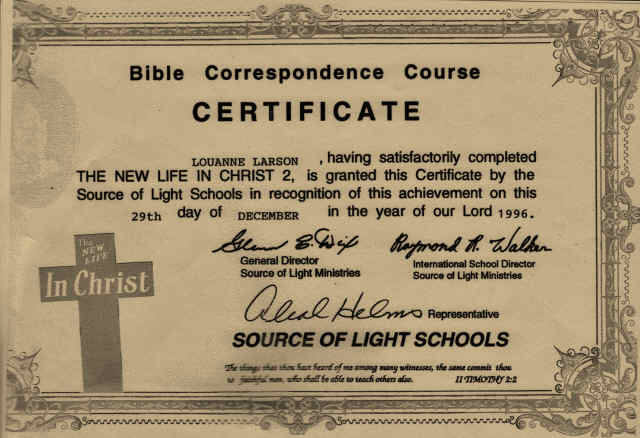 Bible Correspondence Course
CERTIFICATE
LOUANNE LARSON , having satisfactorily completed
THE NEW LIFE IN CHRIST 2, is granted this Certificate by the
Source of Light Schools in recognition of this achievement on this
29th day of DECEMBER in the year of our Lord 1996.
Glenn E. Dix Raymond R. Walker
General Director International School Director
Source of Light Ministries Source of Light Ministries
The NEW LIFE
In Christ
Helms Representative
SOURCE OF LIGHT SCHOOLS
The things that thou hast heard of me among many witnesses, the same commit thou
to faithful men, who shall be able to teach others also. II TIMOTHY 2:2